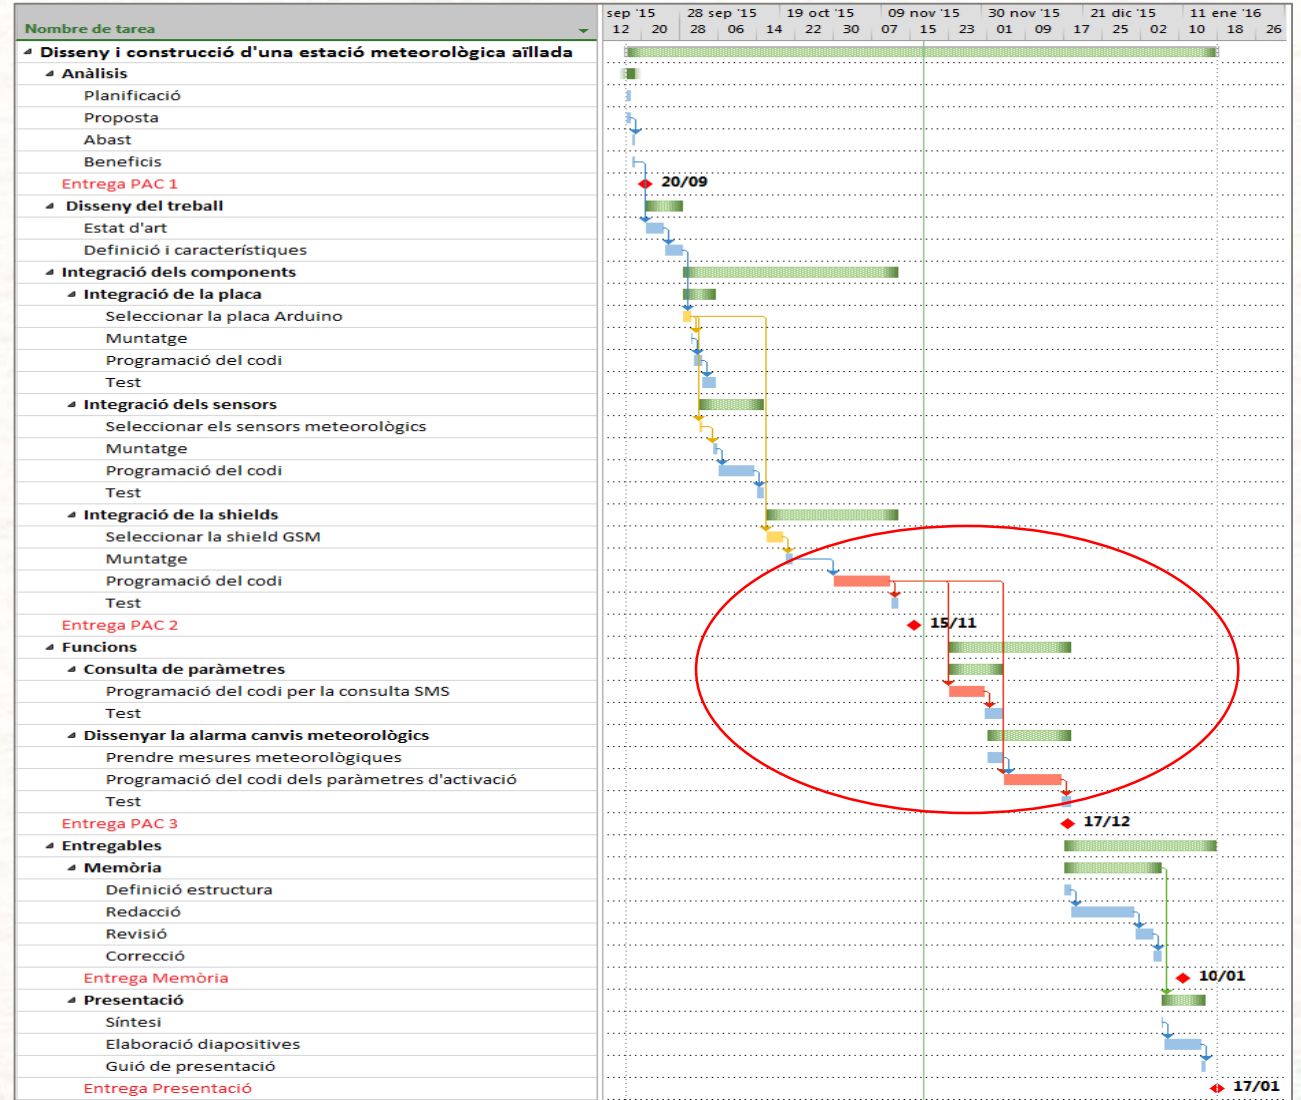 sep '15 28 sep '15 19 oct '15 09 nov '15 30 nov '15 21 dic '15 11 ene '16
Nombre de tarea 12 20 28 06 14 22 30 07 15 23 01 09 17 25 02 10 18 26
Disseny i construcció d'una estació meteorològica aïllada
Anàlisis
Planificació
Proposta
Abast
Beneficis
Entrega PAC 1 20/09
Disseny del treball
Estat d'art
Definició i característiques
Integració dels components
Integració de la placa
Seleccionar la placa Arduino
Muntatge
Programació del codi
Test
Integració dels sensors
Seleccionar els sensors meteorològics
Muntatge
Programació del codi
Test
Integració de la shields
Seleccionar la shield GSM
Muntatge
Programació del codi
Test
Entrega PAC 2 15/11
Funcions
Consulta de paràmetres
Programació del codi per la consulta SMS
Test
Dissenyar la alarma canvis meteorològics
Prendre mesures meteorològiques
Programació del codi dels paràmetres d'activació
Test
Entrega PAC 3 17/12
Entregables
Memòria
Definició estructura
Redacció
Revisió
Correcció
Entrega Memòria 10/01
Presentació
Síntesi
Elaboració diapositives
Guió de presentació
Entrega Presentació 17/01